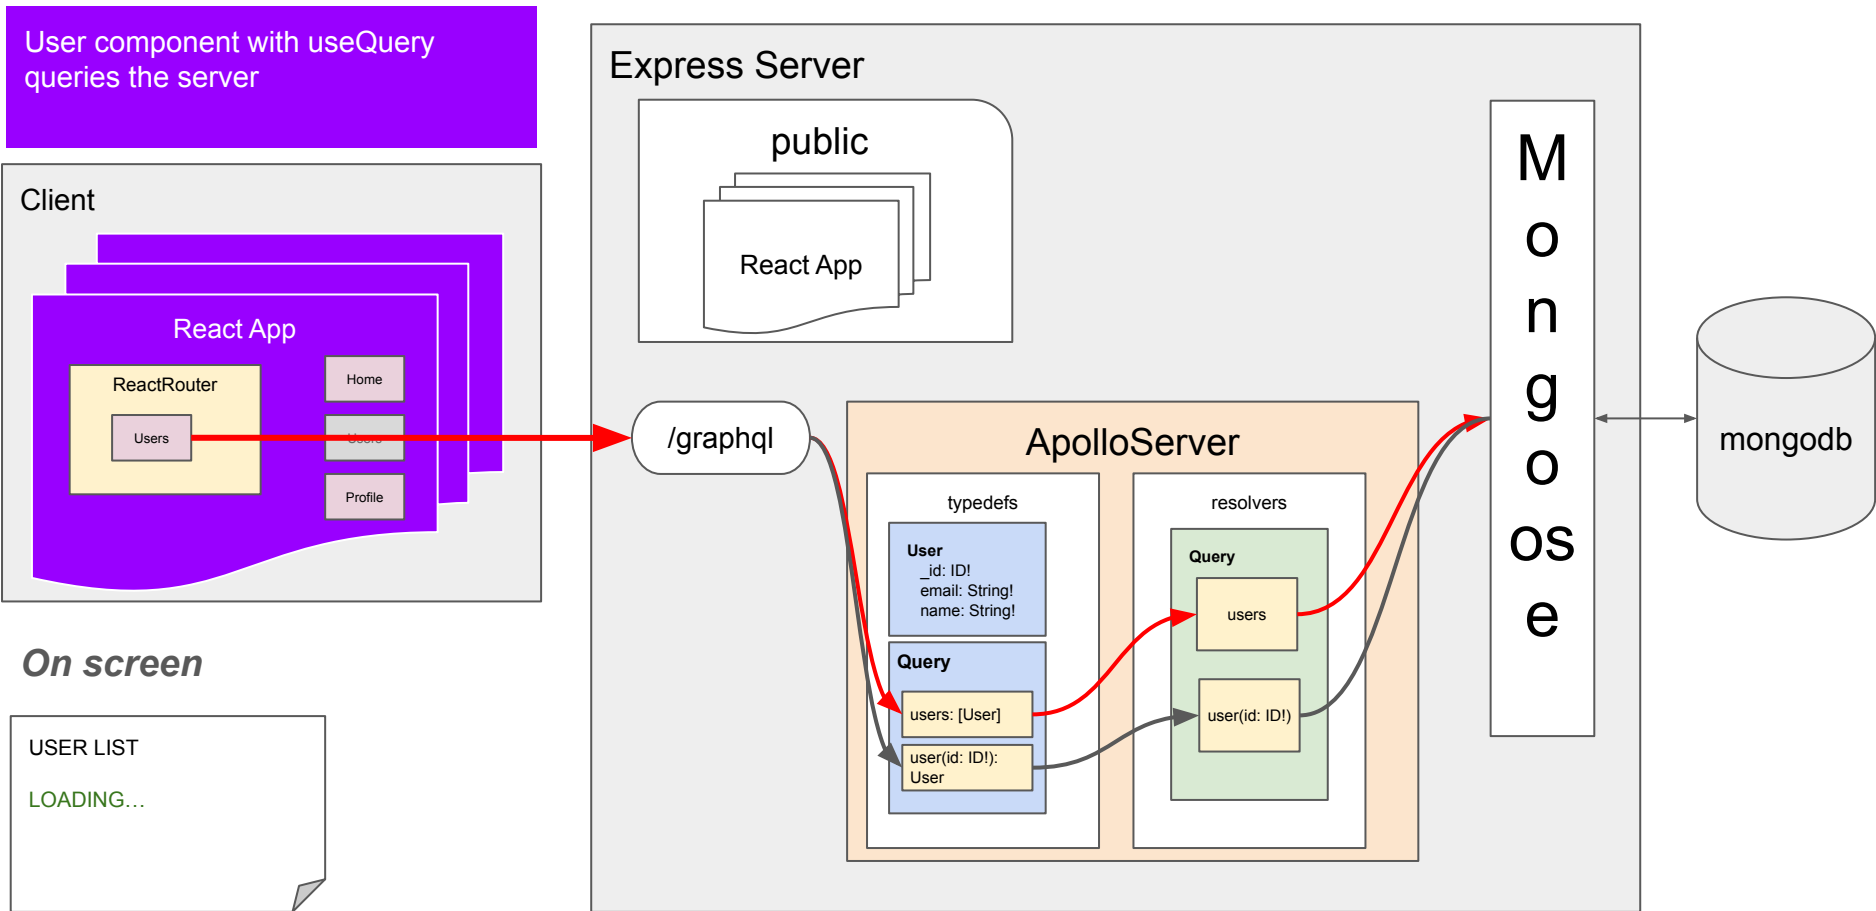 User component with useQuery
queries the server
Client
React App
ReactRouter
Users
Home
Users
Profile
On screen
USER LIST
LOADING…
Express Server
public
React App
/graphql
ApolloServer
typedefs
User
_id: ID!
email: String!
name: String!
Query
users: [User]
user(id: ID!):
User
resolvers
Query
users
user(id: ID!)
M
o
n
g
o
os
e
mongodb